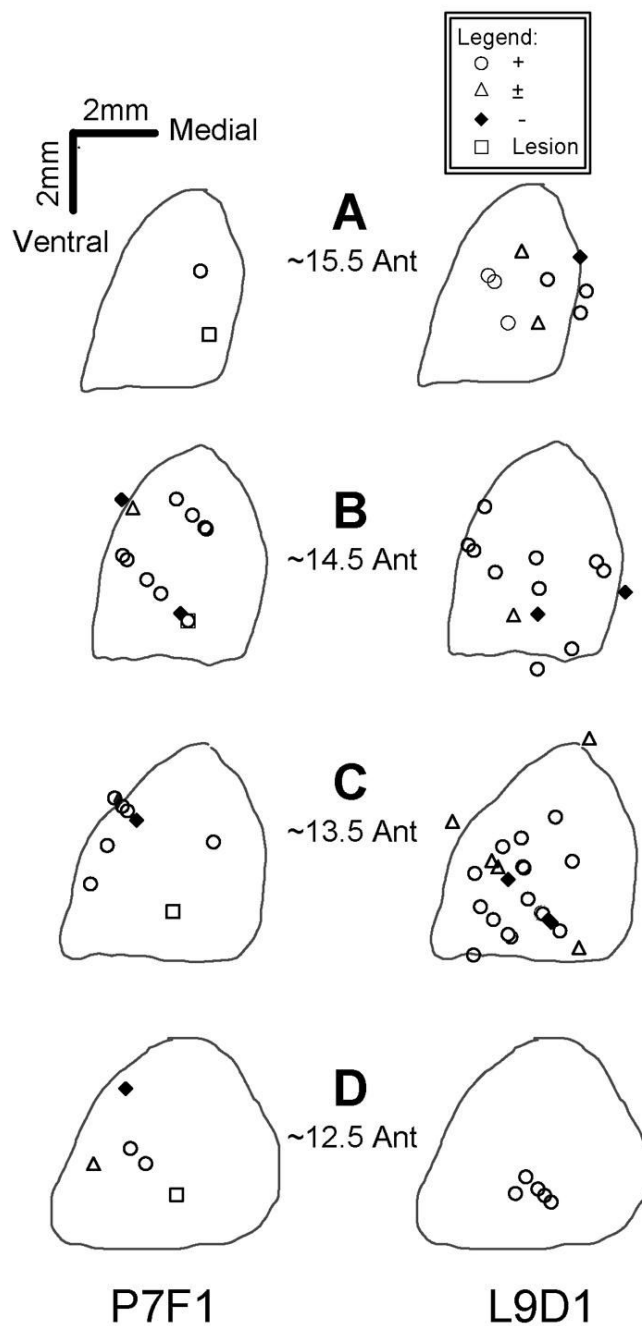 Legend:
+
±
-
Lesion
2mm
Medial
2mm
Ventral
A
~15.5 Ant
B
~14.5 Ant
C
~13.5 Ant
D
~12.5 Ant
P7F1
L9D1